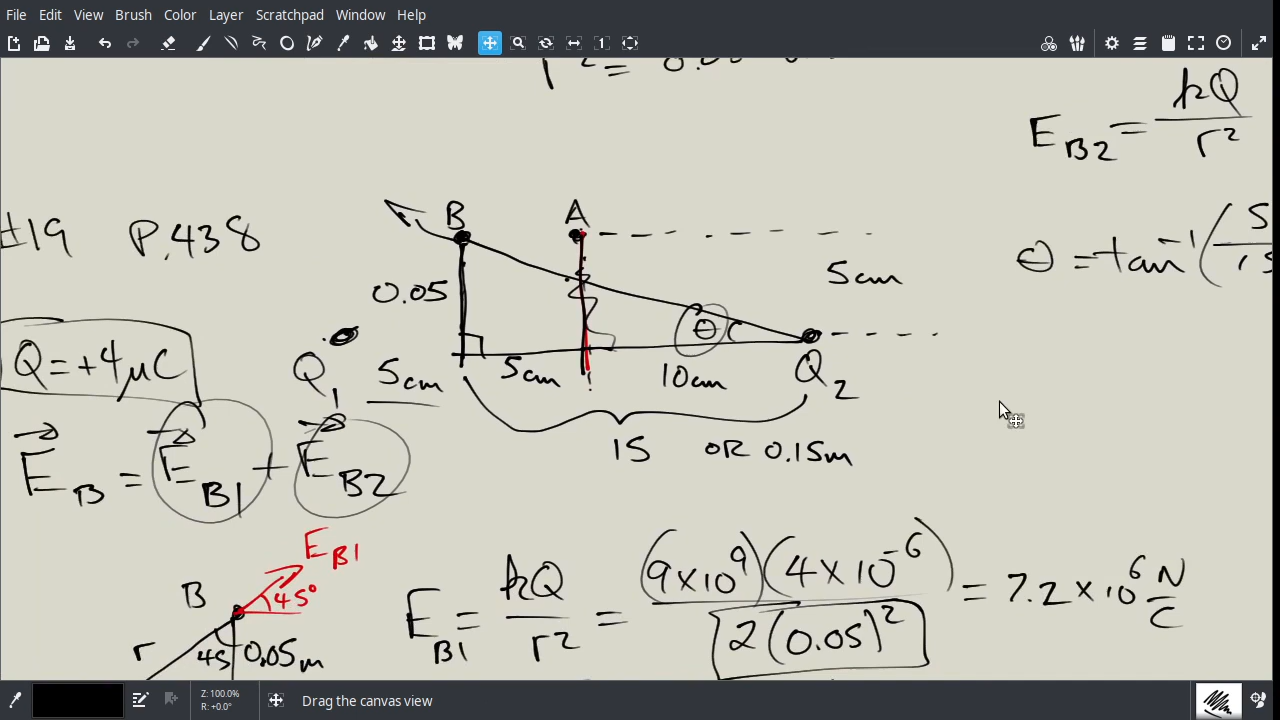 File Edit View Brush Color Layer Scratchpad Window Help
E_B2 = kQ / r²
#19 P.438
B A
θ = tan⁻¹(5 / 15
0.05
5cm
Q = +4μC
Q₁ 5cm 5cm θ 10cm Q₂
15 OR 0.15m
E_B = E_B1 + E_B2
E_B1
B 45°
E_B1 = kQ / r² = (9×10⁹)(4×10⁻⁶) / 2(0.05)² = 7.2×10⁶ N/C
r 45 0.05m
Z: 100.0%
R: +0.0°
Drag the canvas view